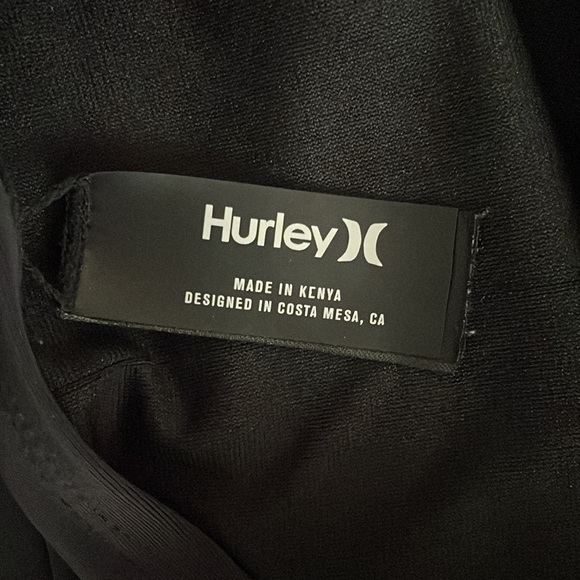 Hurley
MADE IN KENYA
DESIGNED IN COSTA MESA, CA